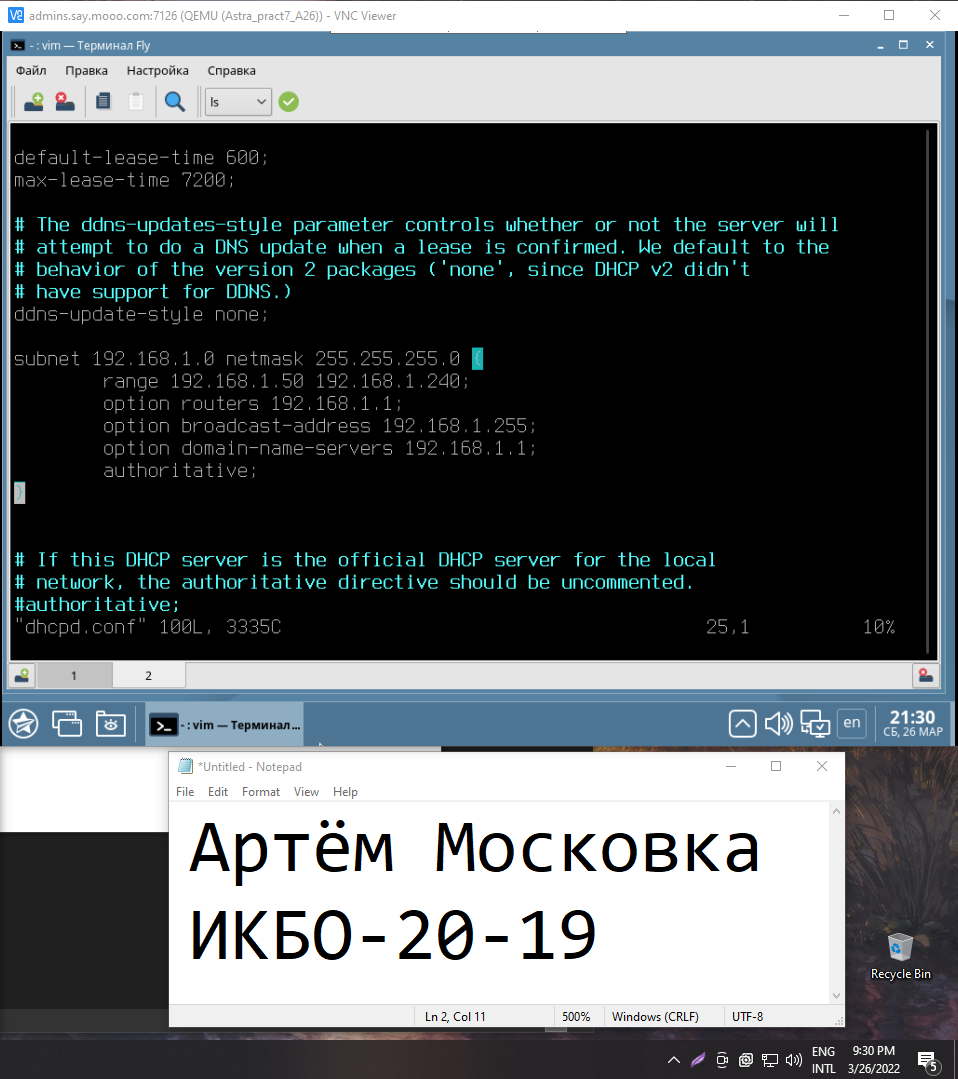 admins.say.mooo.com:7126 (QEMU (Astra_pract7_A26)) - VNC Viewer
- : vim — Терминал Fly
Файл Правка Настройка Справка
ls
default-lease-time 600;
max-lease-time 7200;
# The ddns-updates-style parameter controls whether or not the server will
# attempt to do a DNS update when a lease is confirmed. We default to the
# behavior of the version 2 packages ('none', since DHCP v2 didn't
# have support for DDNS.)
ddns-update-style none;
subnet 192.168.1.0 netmask 255.255.255.0 {
range 192.168.1.50 192.168.1.240;
option routers 192.168.1.1;
option broadcast-address 192.168.1.255;
option domain-name-servers 192.168.1.1;
authoritative;
}
# If this DHCP server is the official DHCP server for the local
# network, the authoritative directive should be uncommented.
#authoritative;
"dhcpd.conf" 100L, 3335C 25,1 10%
1 2
- : vim — Терминал... en 21:30
СБ, 26 МАР
*Untitled - Notepad
File Edit Format View Help
Артём Московка
ИКБО-20-19
Recycle Bin
Ln 2, Col 11 500% Windows (CRLF) UTF-8
ENG 9:30 PM
INTL 3/26/2022 5